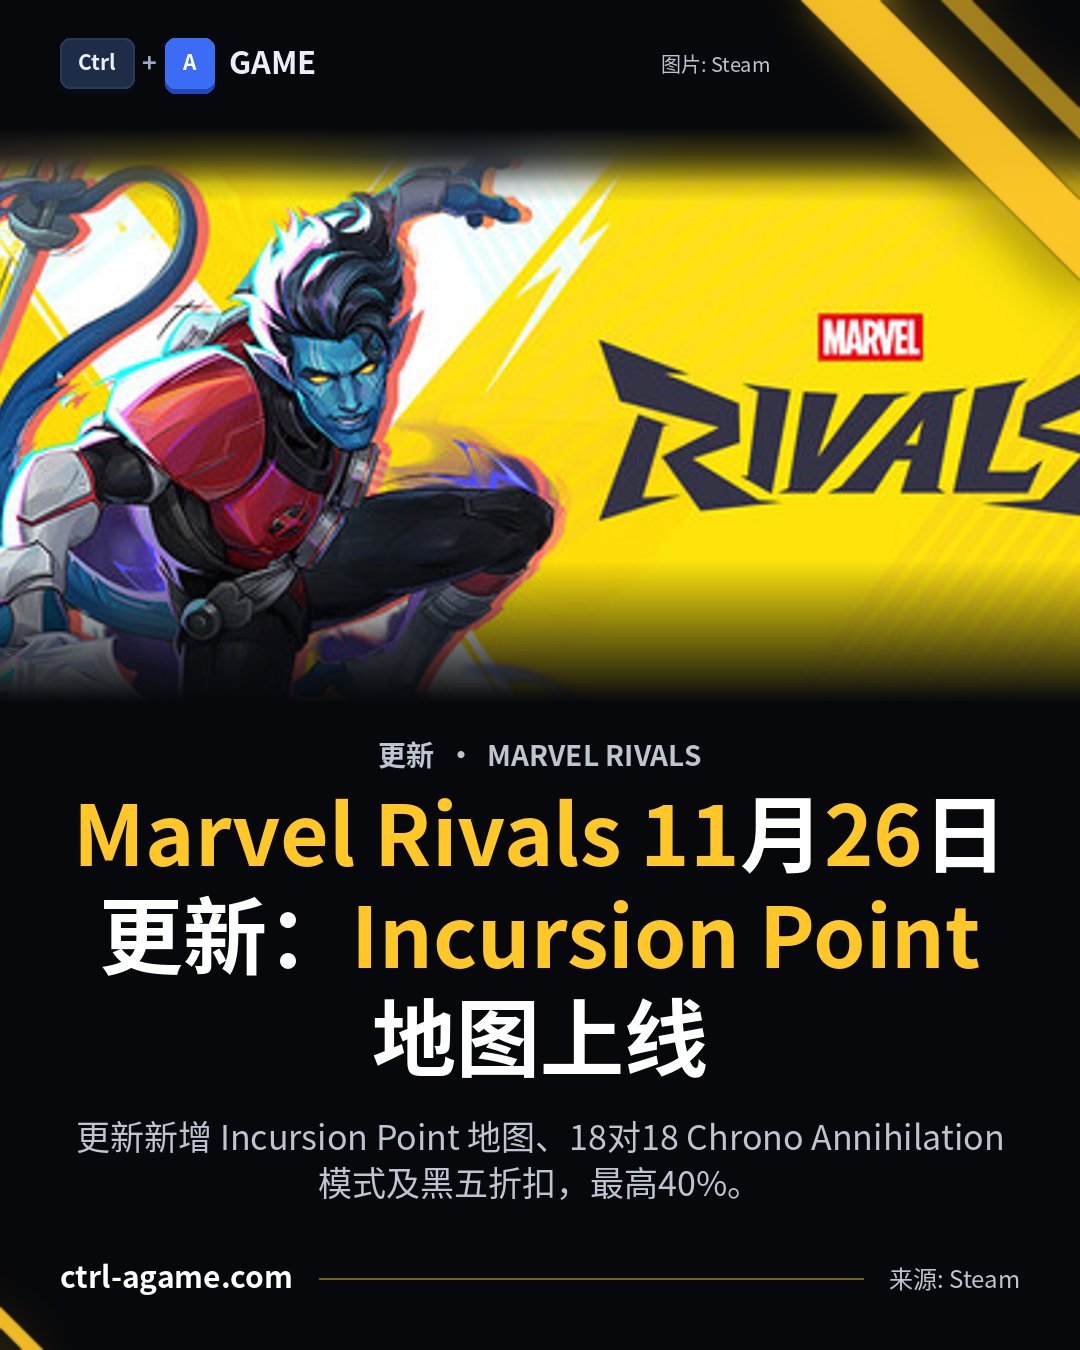 Ctrl + A GAME
图片: Steam
MARVEL
RIVALS
更新 · MARVEL RIVALS
Marvel Rivals 11月26日
更新：Incursion Point
地图上线
更新新增 Incursion Point 地图、18对18 Chrono Annihilation
模式及黑五折扣，最高40%。
ctrl-agame.com
来源: Steam